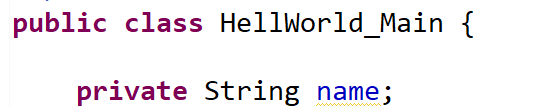 public class HellWorld_Main {
private String name;